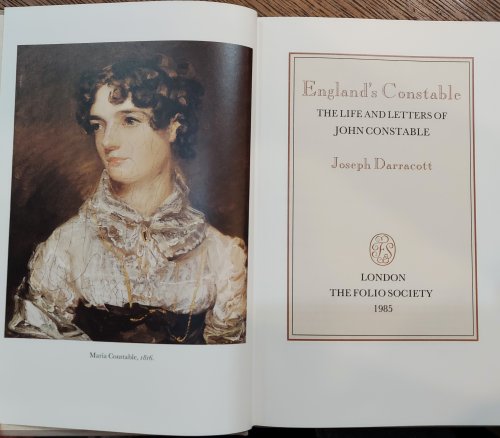 Maria Constable, 1816.
England's Constable
THE LIFE AND LETTERS OF
JOHN CONSTABLE
Joseph Darracott
FS
LONDON
THE FOLIO SOCIETY
1985